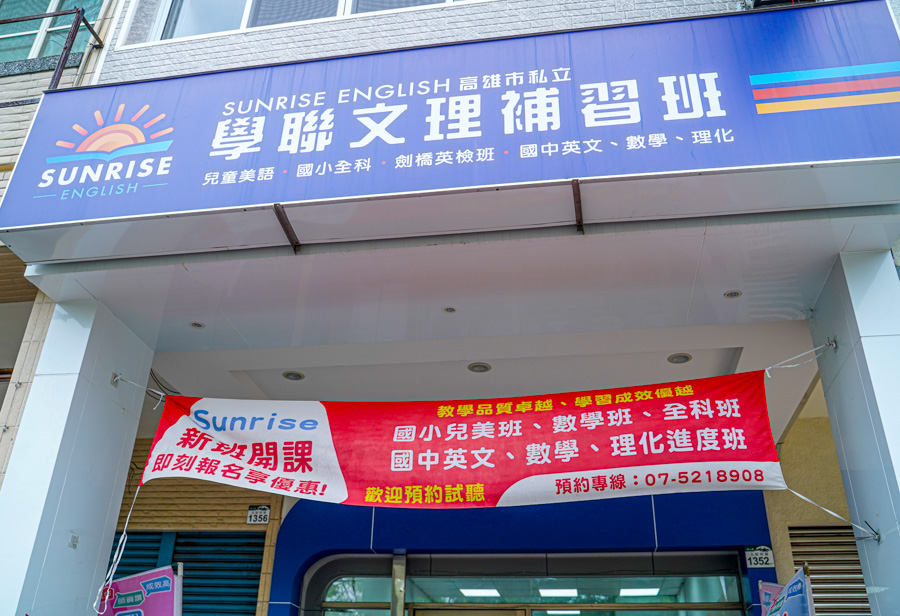 SUNRISE ENGLISH 高雄市私立
學聯文理補習班
兒童美語・國小全科・劍橋英檢班・國中英文、數學、理化
SUNRISE
ENGLISH
Sunrise
新班開課
即刻報名享優惠!
教學品質卓越、學習成效優越
國小兒美班、數學班、全科班
國中英文、數學、理化進度班
歡迎預約試聽
預約專線：07-5218908
1356
1352
成效高